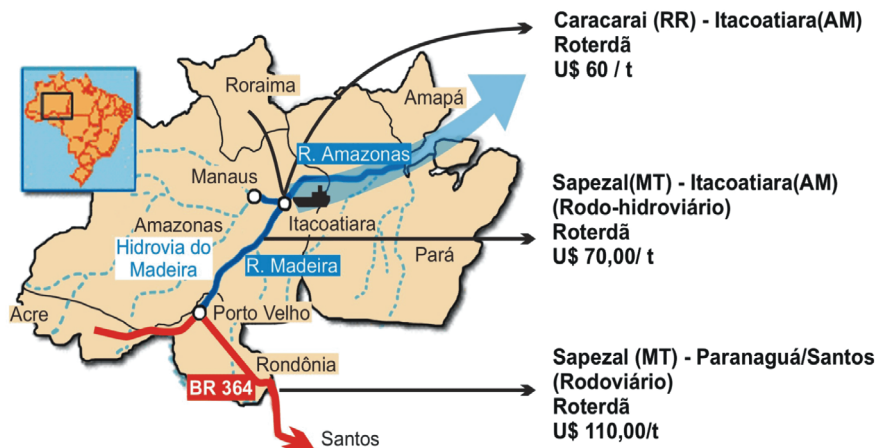 Caracarai (RR) - Itacoatiara(AM)
Roterdã
U$ 60 / t
Roraima
Amapá
R. Amazonas
Manaus
Itacoatiara
Amazonas
Hidrovia do
Madeira
R. Madeira
Pará
Sapezal(MT) - Itacoatiara(AM)
(Rodo-hidroviário)
Roterdã
U$ 70,00/ t
Acre
Porto Velho
Rondônia
BR 364
Santos
Sapezal (MT) - Paranaguá/Santos
(Rodoviário)
Roterdã
U$ 110,00/t